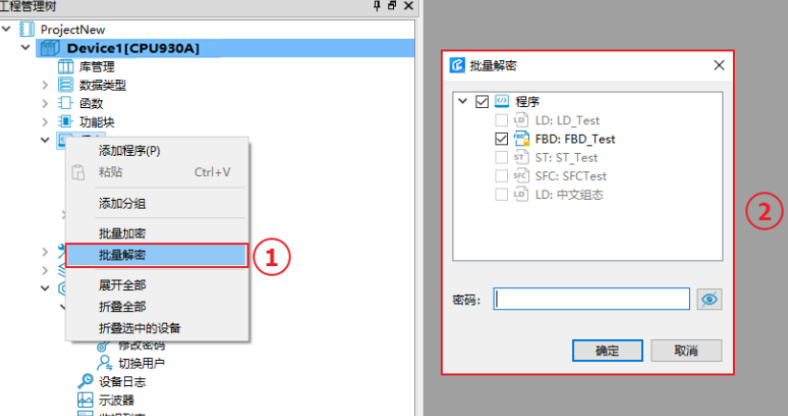 工程管理树
ProjectNew
Device1[CPU930A]
库管理
数据类型
函数
功能块
添加程序(P)
粘贴 Ctrl+V
添加分组
批量加密
批量解密
展开全部
折叠全部
折叠选中的设备
修改密码
切换用户
设备日志
示波器
1
批量解密
程序
LD: LD_Test
FBD: FBD_Test
ST: ST_Test
SFC: SFCTest
LD: 中文组态
密码:
确定 取消
2